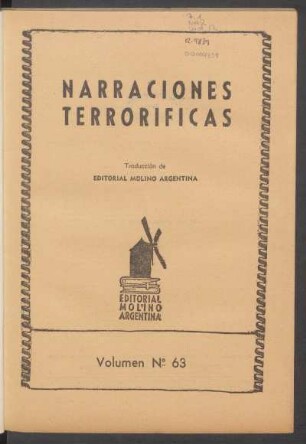 NARRACIONES
TERRORIFICAS
Traducción de
EDITORIAL MOLINO ARGENTINA
EDITORIAL
MOLINO
ARGENTINA
Volumen Nº 63